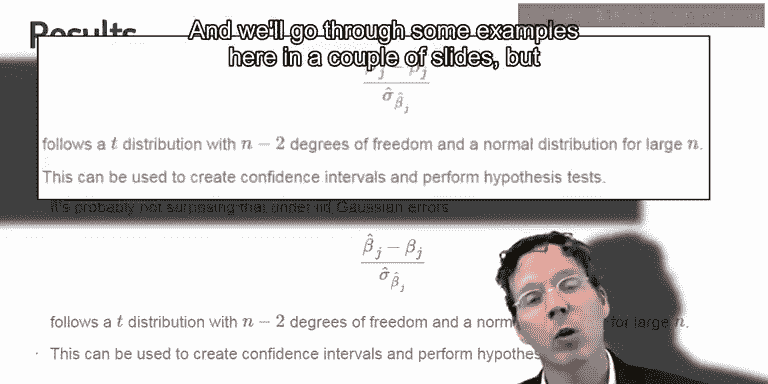 Results
And we'll go through some examples
here in a couple of slides, but
σ̂ β̂ j
follows a t distribution with n − 2 degrees of freedom and a normal distribution for large n.
This can be used to create confidence intervals and perform hypothesis tests.
It's probably not surprising that under iid Gaussian errors
β̂ j − β j
σ̂ β̂ j
follows a t distribution with n − 2 degrees of freedom and a norm for large n.
· This can be used to create confidence intervals and perform hypothes